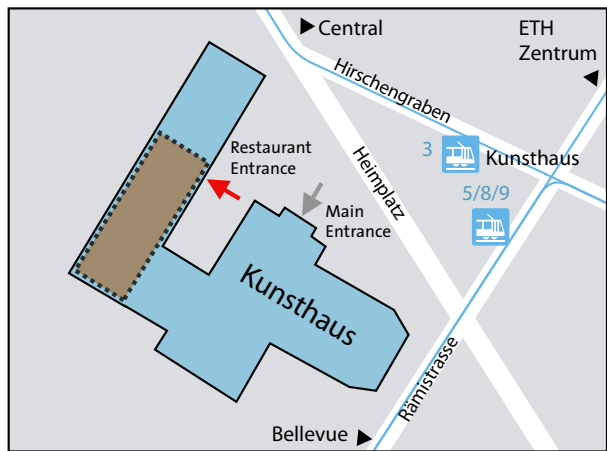 Central
ETH
Zentrum
Hirschengraben
3
Kunsthaus
Restaurant
Entrance
Heimplatz
5/8/9
Main
Entrance
Kunsthaus
Rämistrasse
Bellevue